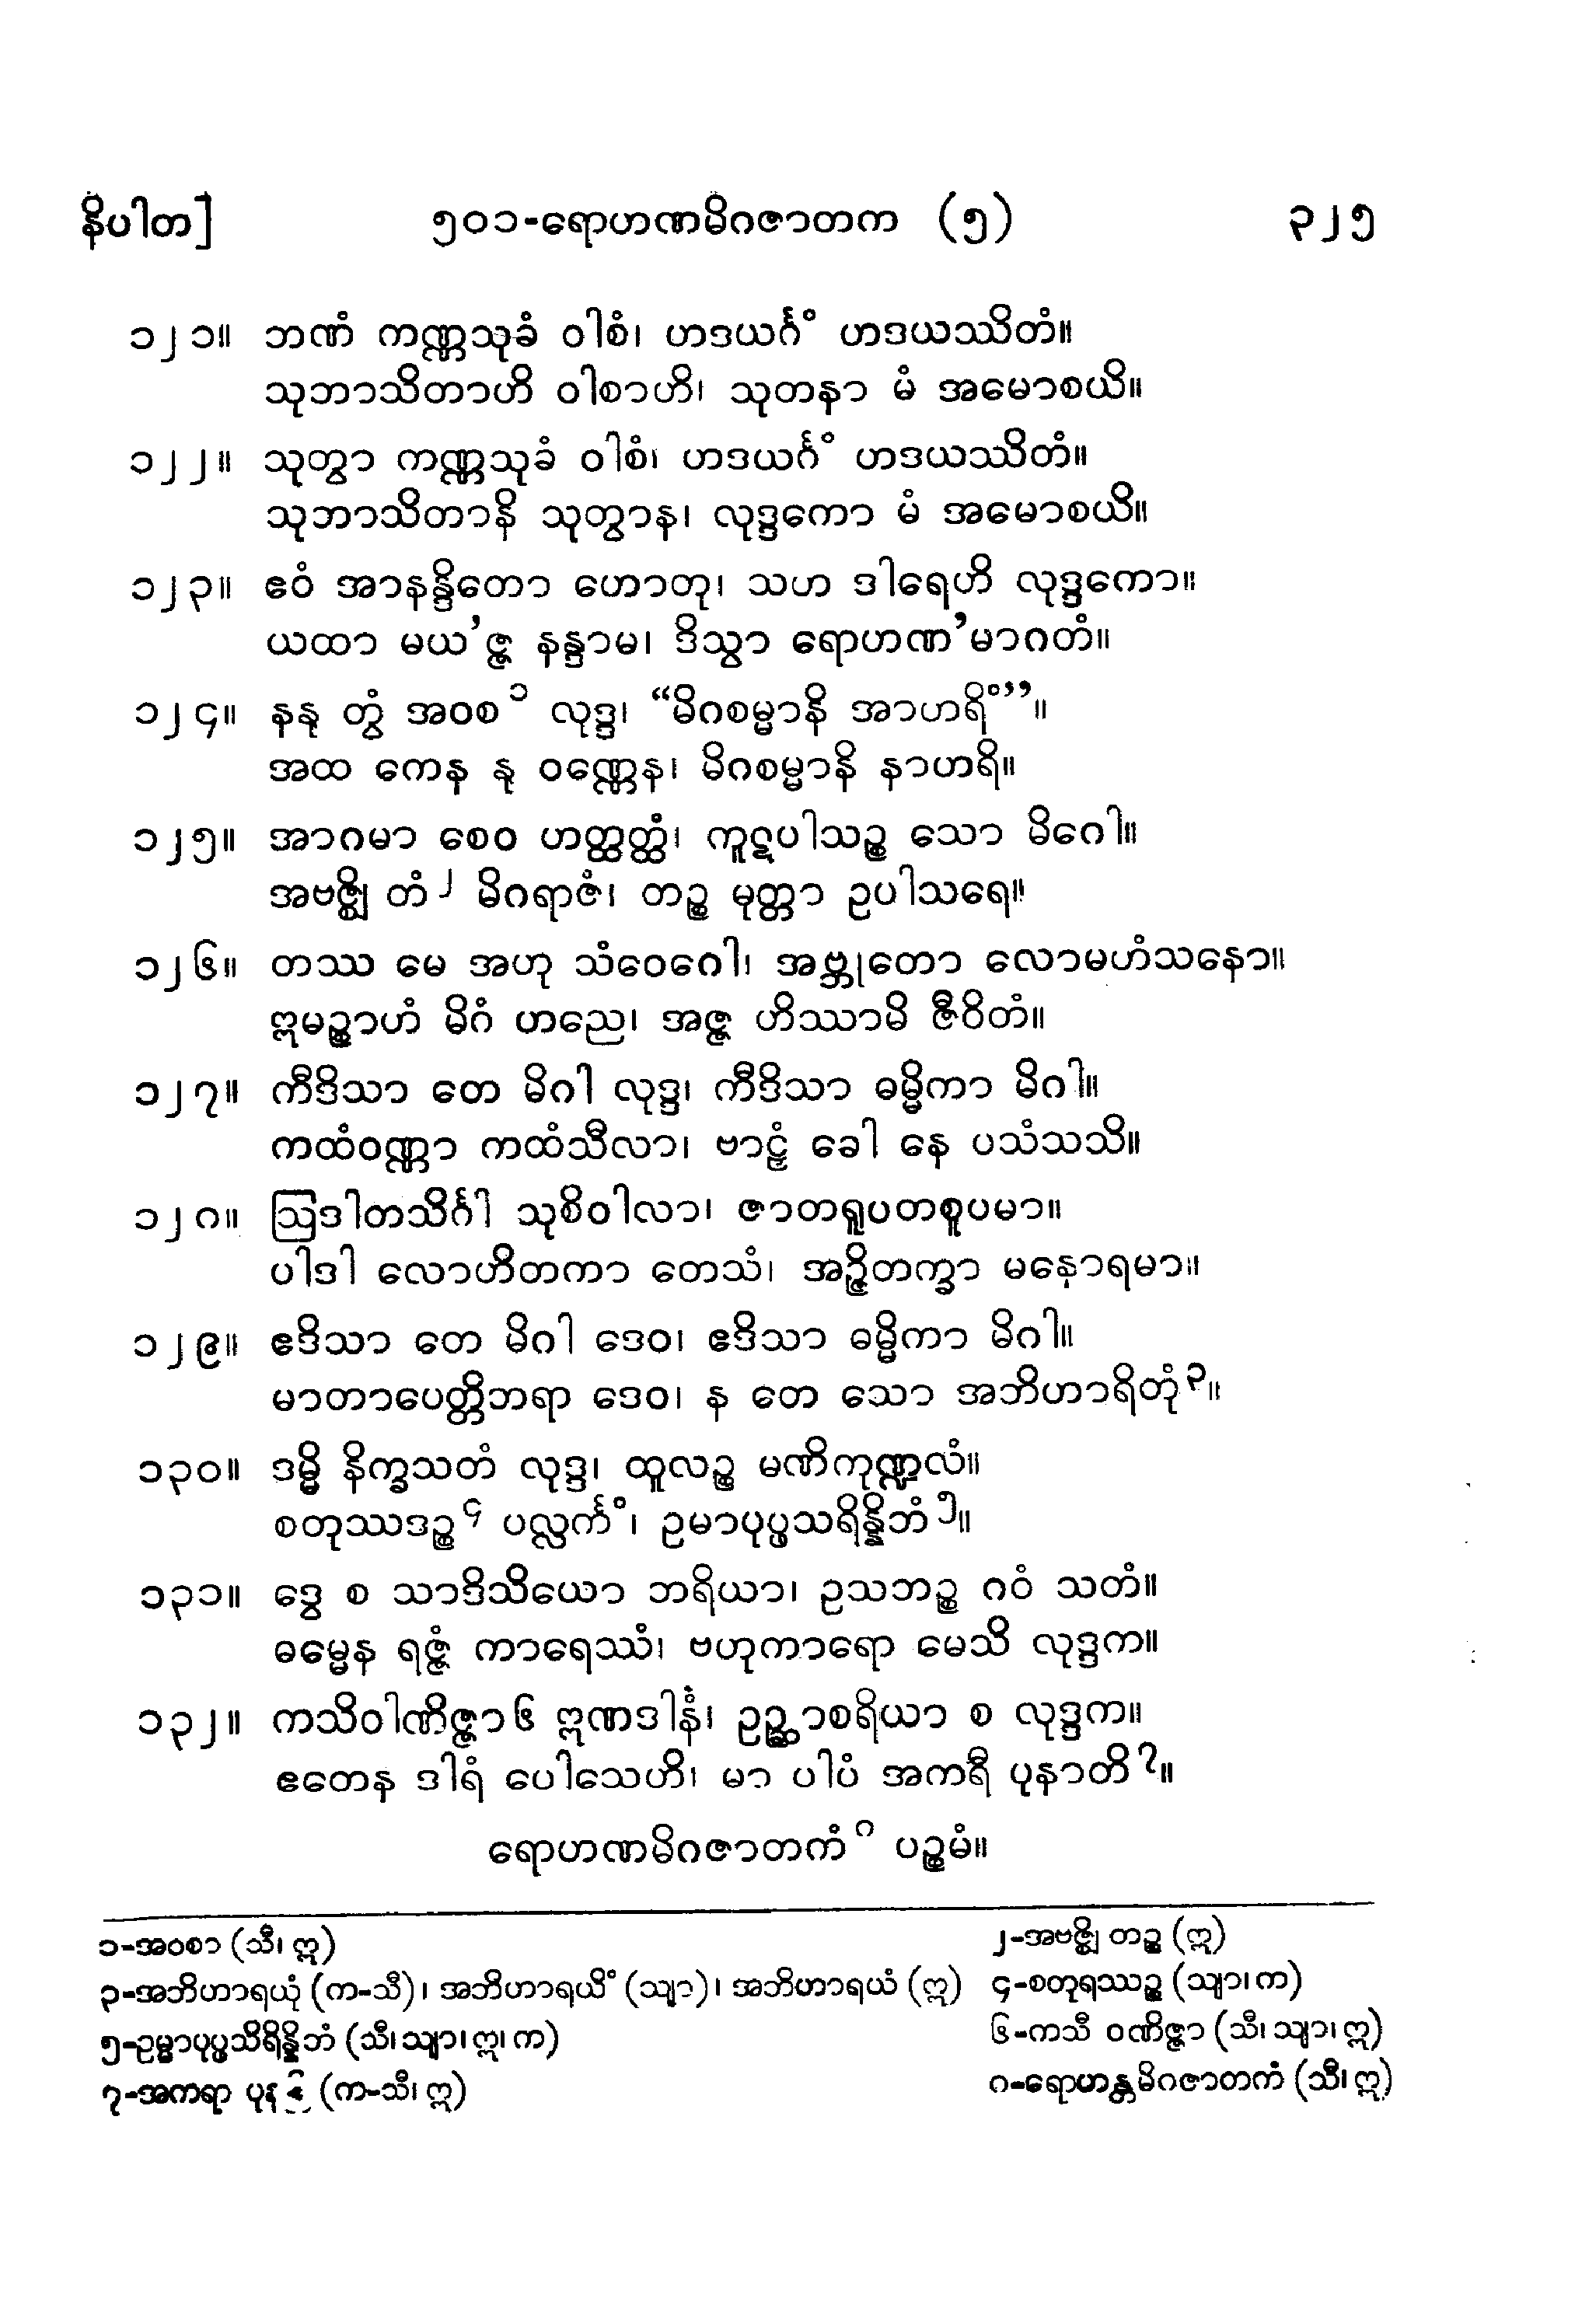 နိပါတ] ၅၀၁-ရောဟဏမိဂဇာတက (၅) ၃၂၅
၁၂၁။ ဘဏံ ကဏ္ဏသုခံ ဝါစံ၊ ဟဒယင်္ဂံ ဟဒယဿိတံ။
သုဘာသိတာဟိ ဝါစာဟိ၊ သုတနာ မံ အမောစယိ။
၁၂၂။ သုတွာ ကဏ္ဏသုခံ ဝါစံ၊ ဟဒယင်္ဂံ ဟဒယဿိတံ။
သုဘာသိတာနိ သုတွာန၊ လုဒ္ဒကော မံ အမောစယိ။
၁၂၃။ ဧဝံ အာနန္ဒိတော ဟောတု၊ သဟ ဒါရေဟိ လုဒ္ဒကော။
ယထာ မယ’ဇ္ဇ နန္ဒာမ၊ ဒိသွာ ရောဟဏ’မာဂတံ။
၁၂၄။ နနု တွံ အဝစ ၁ လုဒ္ဒ၊ “မိဂစမ္မာနိ အာဟရိံ”။
အထ ကေန နု ဝဏ္ဏေန၊ မိဂစမ္မာနိ နာဟရိ။
၁၂၅။ အာဂမာ စေဝ ဟတ္ထတ္ထံ၊ ကူဋပါသဉ္စ သော မိဂေါ။
အဗဇ္ဈိ တံ ၂ မိဂရာဇံ၊ တဉ္စ မုတ္တာ ဥပါသရေ။
၁၂၆။ တဿ မေ အဟု သံဝေဂေါ၊ အဗ္ဘုတော လောမဟံသနော။
ဣမဉ္စာဟံ မိဂံ ဟညေ၊ အဇ္ဇ ဟိဿာမိ ဇီဝိတံ။
၁၂၇။ ကီဒိသာ တေ မိဂါ လုဒ္ဒ၊ ကီဒိသာ ဓမ္မိကာ မိဂါ။
ကထံဝဏ္ဏာ ကထံသီလာ၊ ဗာဠှံ ခေါ နေ ပသံသသိ။
၁၂၈။ ဩဒါတသိင်္ဂါ သုစိဝါလာ၊ ဇာတရူပတစူပမာ။
ပါဒါ လောဟိတကာ တေသံ၊ အဉ္ဇိတက္ခာ မနောရမာ။
၁၂၉။ ဧဒိသာ တေ မိဂါ ဒေဝ၊ ဧဒိသာ ဓမ္မိကာ မိဂါ။
မာတာပေတ္တိဘရာ ဒေဝ၊ န တေ သော အဘိဟာရိတုံ ၃။
၁၃၀။ ဒမ္မိ နိက္ခသတံ လုဒ္ဒ၊ ထူလဉ္စ မဏိကုဏ္ဍလံ။
စတုဿဒဉ္စ ၄ ပလ္လင်္ကံ၊ ဥမာပုပ္ဖသရိန္နိဘံ ၅။
၁၃၁။ ဒွေ စ သာဒိသိယော ဘရိယာ၊ ဥသဘဉ္စ ဂဝံ သတံ။
ဓမ္မေန ရဇ္ဇံ ကာရေဿံ၊ ဗဟုကာရော မေသိ လုဒ္ဒက။
၁၃၂။ ကသိဝါဏိဇ္ဇာ ၆ ဣဏဒါနံ၊ ဥဉ္ဆာစရိယာ စ လုဒ္ဒက။
ဧတေန ဒါရံ ပေါသေဟိ၊ မာ ပါပံ အကရီ ပုနာတိ ၇။
ရောဟဏမိဂဇာတကံ ၈ ပဉ္စမံ။
၁-အဝစာ (သီ၊ ဣ) ၂-အဗဇ္ဈိ တဉ္စ (ဣ)
၃-အဘိဟာရယုံ (က-သီ)၊ အဘိဟာရယိံ (သျာ)၊ အဘိဟာရယံ (ဣ) ၄-စတုရဿဉ္စ (သျာ၊ က)
၅-ဥမ္မာပုပ္ဖသိရိန္နိဘံ (သီ၊ သျာ၊ ဣ၊ က) ၆-ကသီ ဝဏိဇ္ဇာ (သီ၊ သျာ၊ ဣ)
၇-အကရာ (က-သီ၊ ဣ) ၈-ရောဟန္တမိဂဇာတကံ (သီ၊ ဣ)